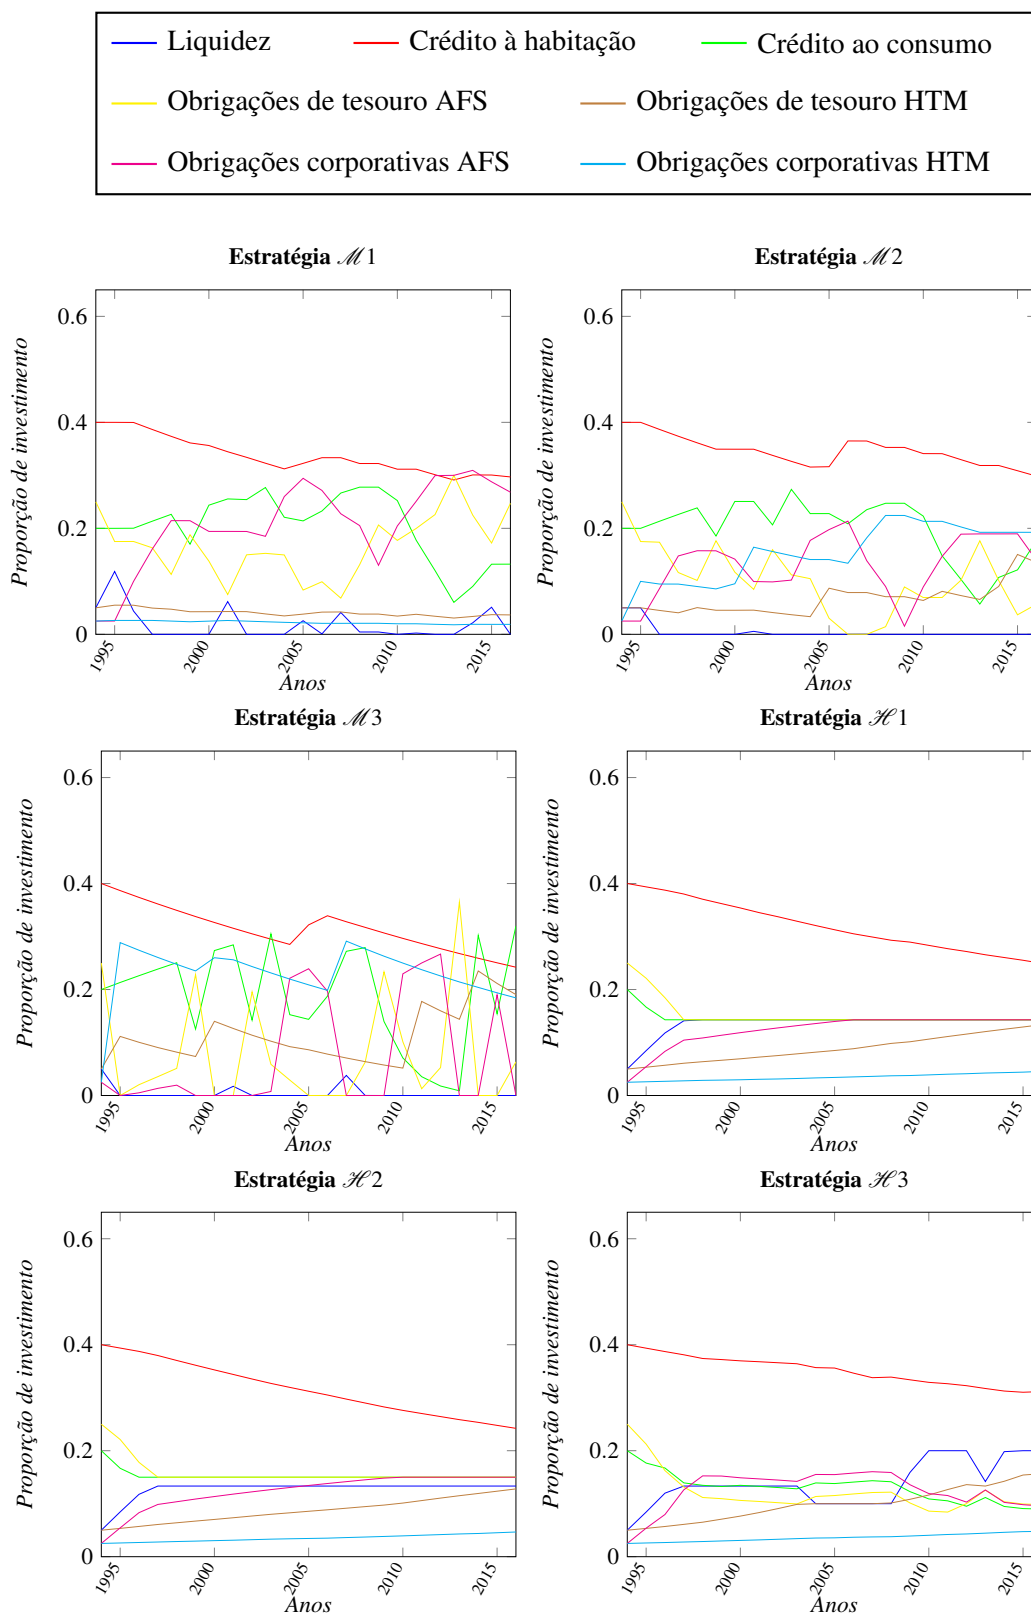 Liquidez Crédito à habitação Crédito ao consumo
Obrigações de tesouro AFS Obrigações de tesouro HTM
Obrigações corporativas AFS Obrigações corporativas HTM
Estratégia ℳ1
Proporção de investimento
0.6
0.4
0.2
0
1995 2000 2005 2010 2015
Anos
Estratégia ℳ2
Proporção de investimento
0.6
0.4
0.2
0
1995 2000 2005 2010 2015
Anos
Estratégia ℳ3
Proporção de investimento
0.6
0.4
0.2
0
1995 2000 2005 2010 2015
Anos
Estratégia ℋ1
Proporção de investimento
0.6
0.4
0.2
0
1995 2000 2005 2010 2015
Anos
Estratégia ℋ2
Proporção de investimento
0.6
0.4
0.2
0
1995 2000 2005 2010 2015
Anos
Estratégia ℋ3
Proporção de investimento
0.6
0.4
0.2
0
1995 2000 2005 2010 2015
Anos